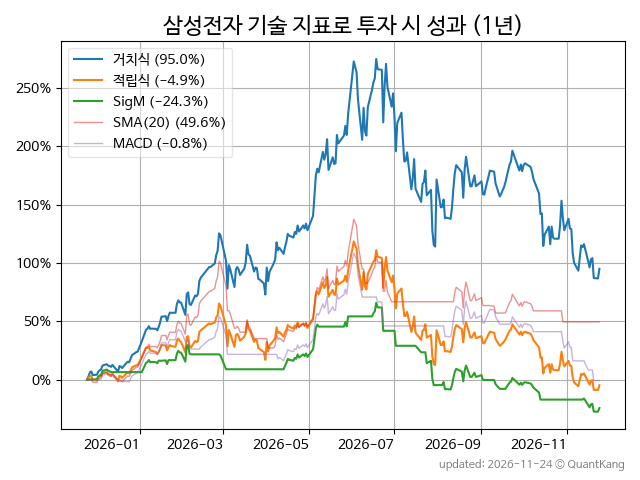 삼성전자 기술 지표로 투자 시 성과 (1년)
거치식 (95.0%)
적립식 (−4.9%)
SigM (−24.3%)
SMA(20) (49.6%)
MACD (−0.8%)
250%
200%
150%
100%
50%
0%
2026-01 2026-03 2026-05 2026-07 2026-09 2026-11
updated: 2026-11-24 © QuantKang